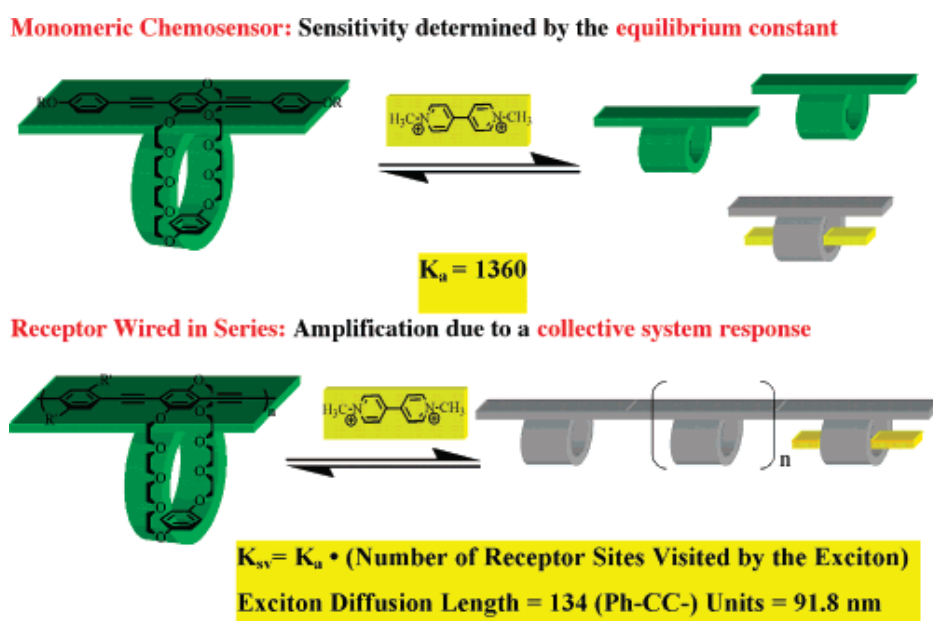 Monomeric Chemosensor: Sensitivity determined by the equilibrium constant
RO
O
OR
O
O
O
O
O
O
O
O
O
H₃C-N
⊕
N-CH₃
⊕
Kₐ = 1360
Receptor Wired in Series: Amplification due to a collective system response
R'
R
O
n
O
O
O
O
O
O
O
O
O
H₃C-N
⊕
N-CH₃
⊕
n
Kₛᵥ= Kₐ • (Number of Receptor Sites Visited by the Exciton)
Exciton Diffusion Length = 134 (Ph-CC-) Units = 91.8 nm